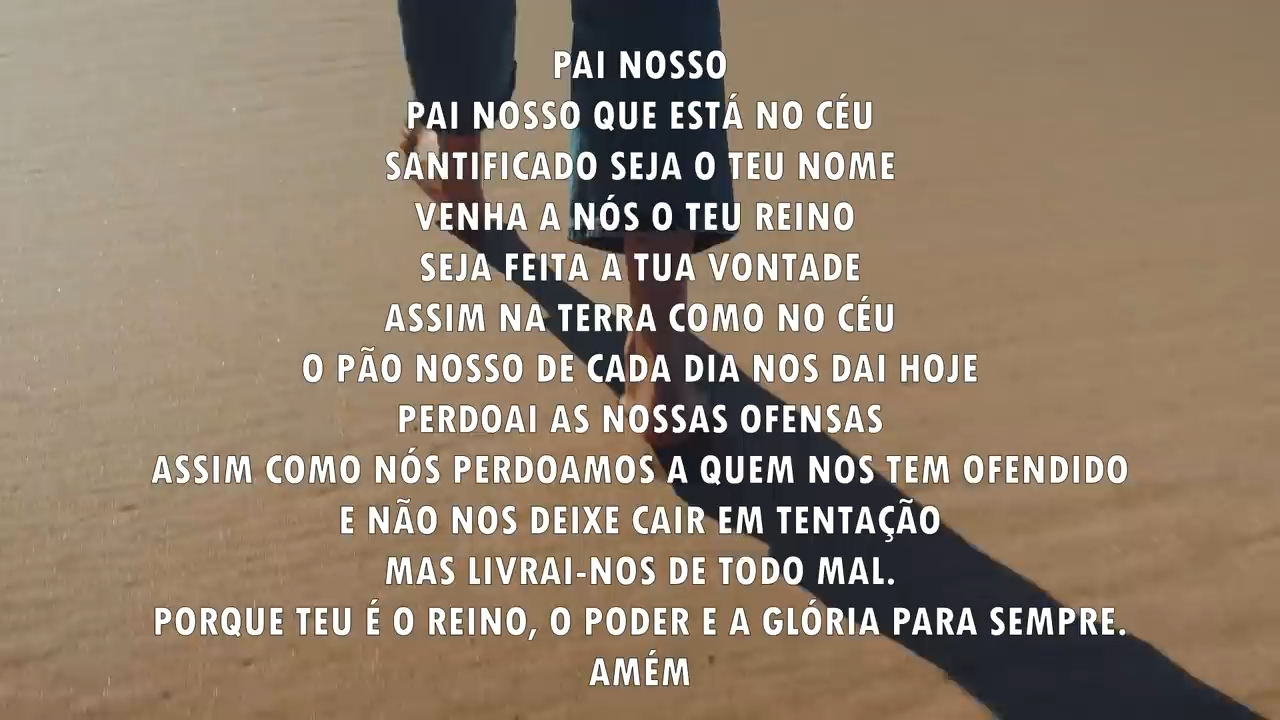 PAI NOSSO
PAI NOSSO QUE ESTÁ NO CÉU
SANTIFICADO SEJA O TEU NOME
VENHA A NÓS O TEU REINO
SEJA FEITA A TUA VONTADE
ASSIM NA TERRA COMO NO CÉU
O PÃO NOSSO DE CADA DIA NOS DAI HOJE
PERDOAI AS NOSSAS OFENSAS
ASSIM COMO NÓS PERDOAMOS A QUEM NOS TEM OFENDIDO
E NÃO NOS DEIXE CAIR EM TENTAÇÃO
MAS LIVRAI-NOS DE TODO MAL.
PORQUE TEU É O REINO, O PODER E A GLÓRIA PARA SEMPRE.
AMÉM